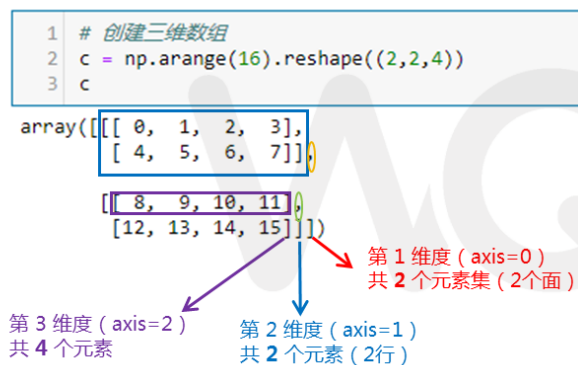 1 # 创建三维数组
2 c = np.arange(16).reshape((2,2,4))
3 c
array([[[ 0, 1, 2, 3],
[ 4, 5, 6, 7]],
[[ 8, 9, 10, 11],
[12, 13, 14, 15]]])
第 1 维度（axis=0）
共 2 个元素集（2个面）
第 3 维度（axis=2）
共 4 个元素
第 2 维度（axis=1）
共 2 个元素（2行）